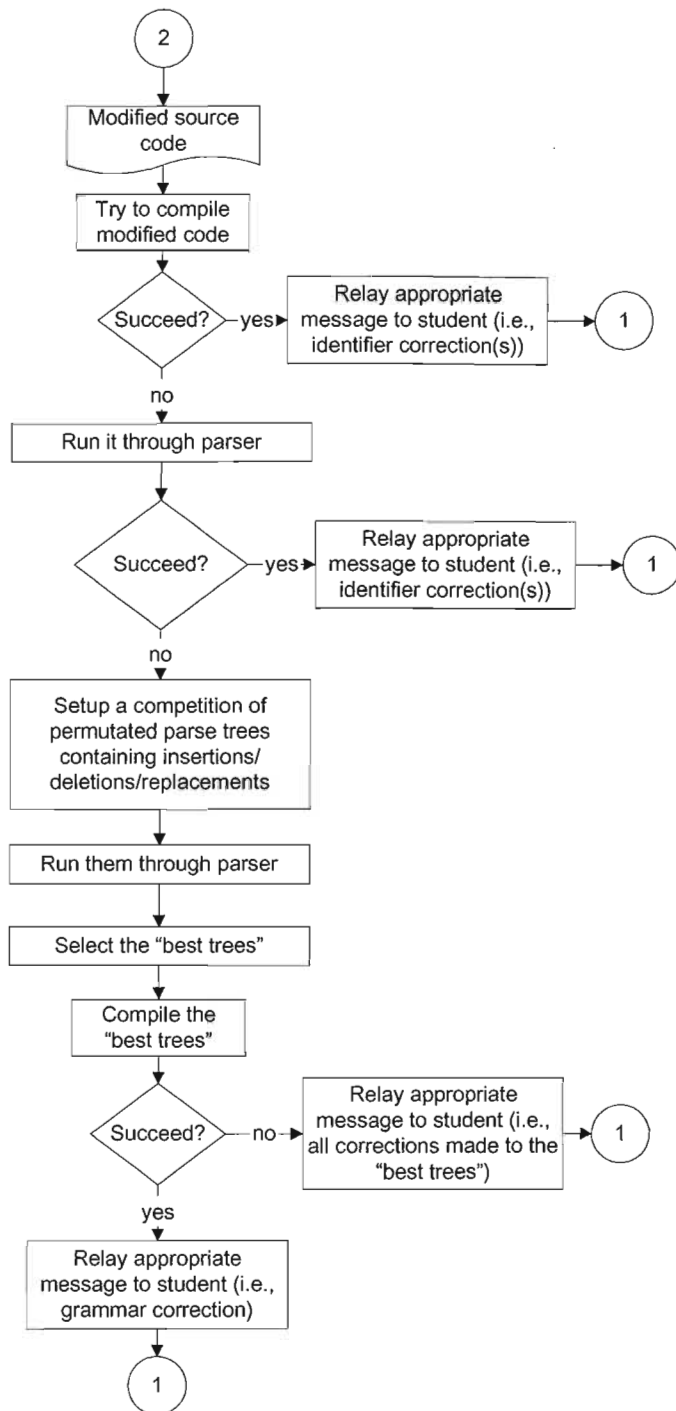 2
Modified source
code
Try to compile
modified code
Succeed?
yes
Relay appropriate
message to student (i.e.,
identifier correction(s))
1
no
Run it through parser
Succeed?
yes
Relay appropriate
message to student (i.e.,
identifier correction(s))
1
no
Setup a competition of
permutated parse trees
containing insertions/
deletions/replacements
Run them through parser
Select the “best trees”
Compile the
“best trees”
Succeed?
no
Relay appropriate
message to student (i.e.,
all corrections made to the
“best trees”)
1
yes
Relay appropriate
message to student (i.e.,
grammar correction)
1